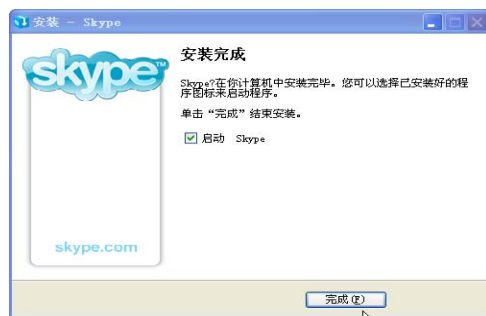 安装 - Skype
skype™
安装完成
Skype?在你计算机中安装完毕。您可以选择已安装好的程
序图标来启动程序。
单击“完成”结束安装。
启动 Skype
skype.com
完成(F)